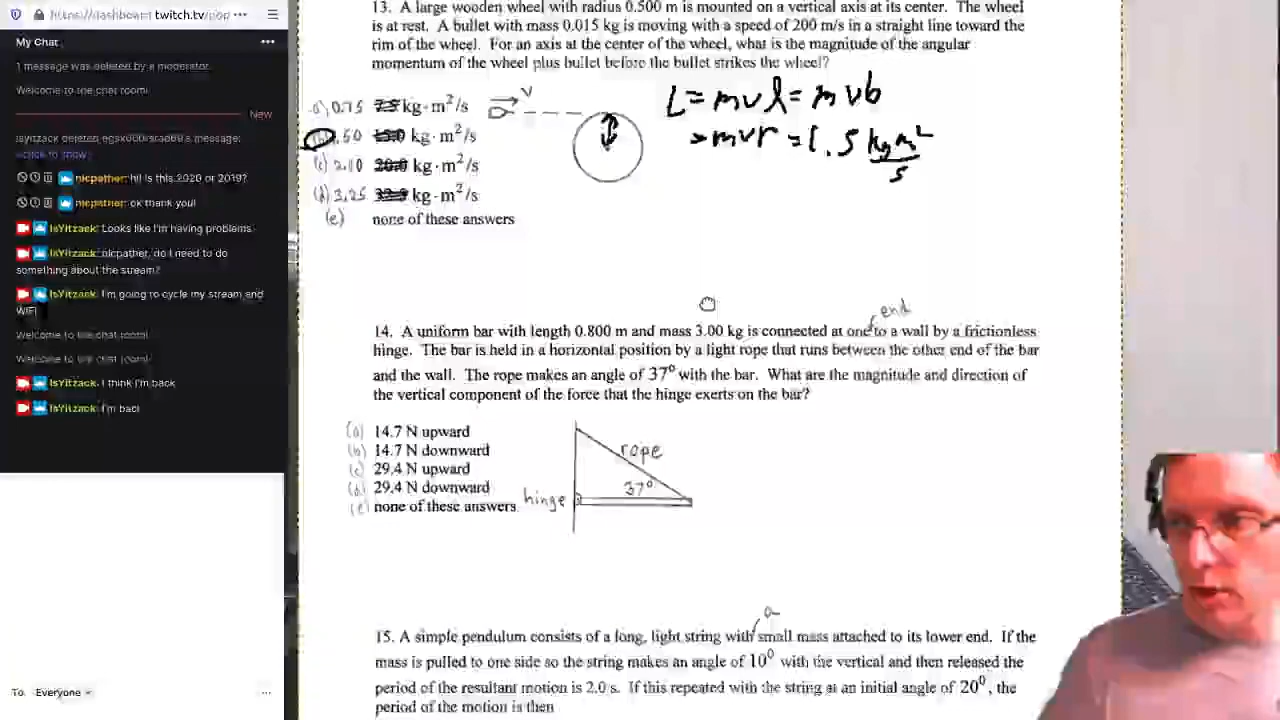 https://dashboard.twitch.tv/pop
My Chat
1 message was deleted by a moderator.
Welcome to the chat room!
New
isyitzack deleted
message:
click to show
nicpather: hi! Is this 2020 or 2019?
nicpather: ok thank you!
IsYitzack: Looks like I'm having problems.
IsYitzack: nicpather, do I need to do
something about the stream?
IsYitzack: I'm going to cycle my stream and
WiFi
Welcome to the chat room!
Welcome to the chat room!
IsYitzack: I think I'm back
IsYitzack: I'm back
To: Everyone
13. A large wooden wheel with radius 0.500 m is mounted on a vertical axis at its center. The wheel
is at rest. A bullet with mass 0.015 kg is moving with a speed of 200 m/s in a straight line toward the
rim of the wheel. For an axis at the center of the wheel, what is the magnitude of the angular
momentum of the wheel plus bullet before the bullet strikes the wheel?
(a) 0.75 kg·m²/s
.50 kg·m²/s
(c) 2.10 kg·m²/s
(d) 3.25 kg·m²/s
(e) none of these answers
v
L = mvl = mvb
= mvr = 1.5 kg m²/s
14. A uniform bar with length 0.800 m and mass 3.00 kg is connected at one end to a wall by a frictionless
hinge. The bar is held in a horizontal position by a light rope that runs between the other end of the bar
and the wall. The rope makes an angle of 37° with the bar. What are the magnitude and direction of
the vertical component of the force that the hinge exerts on the bar?
(a) 14.7 N upward
(b) 14.7 N downward
(c) 29.4 N upward
(d) 29.4 N downward
(e) none of these answers
rope
37°
hinge
15. A simple pendulum consists of a long, light string with a small mass attached to its lower end. If the
mass is pulled to one side so the string makes an angle of 10° with the vertical and then released the
period of the resultant motion is 2.0 s. If this repeated with the string at an initial angle of 20°, the
period of the motion is then